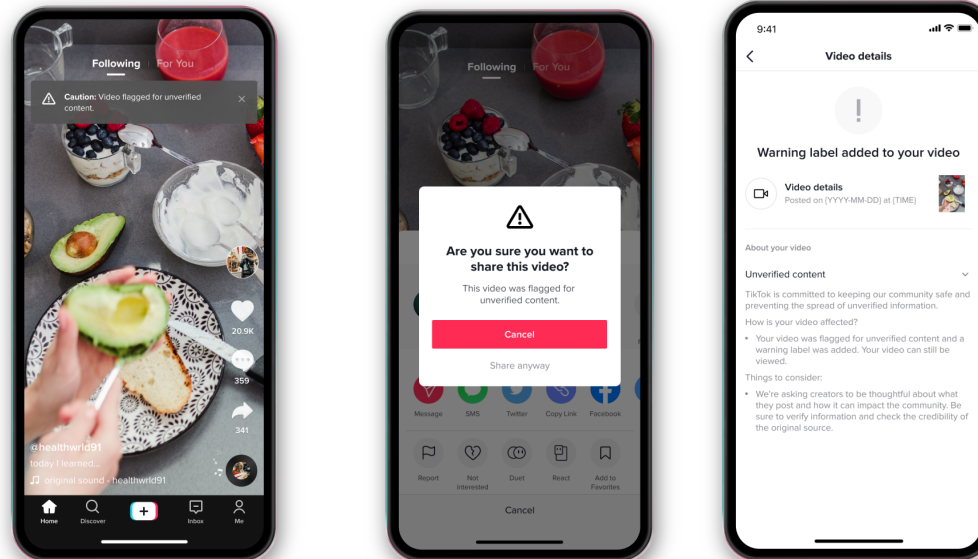 Following For You
Caution: Video flagged for unverified
content.
20.9K
359
341
@healthwrld91
today I learned...
original sound - healthwrld91
Home
Discover
Inbox
Me
Following For You
Are you sure you want to
share this video?
This video was flagged for
unverified content.
Cancel
Share anyway
Message
SMS
Twitter
Copy Link
Facebook
Report
Not
interested
Duet
React
Add to
Favorites
Cancel
9:41
Video details
Warning label added to your video
Video details
Posted on {YYYY-MM-DD} at {TIME}
About your video
Unverified content
TikTok is committed to keeping our community safe and
preventing the spread of unverified information.
How is your video affected?
• Your video was flagged for unverified content and a
warning label was added. Your video can still be
viewed.
Things to consider:
• We're asking creators to be thoughtful about what
they post and how it can impact the community. Be
sure to verify information and check the credibility of
the original source.